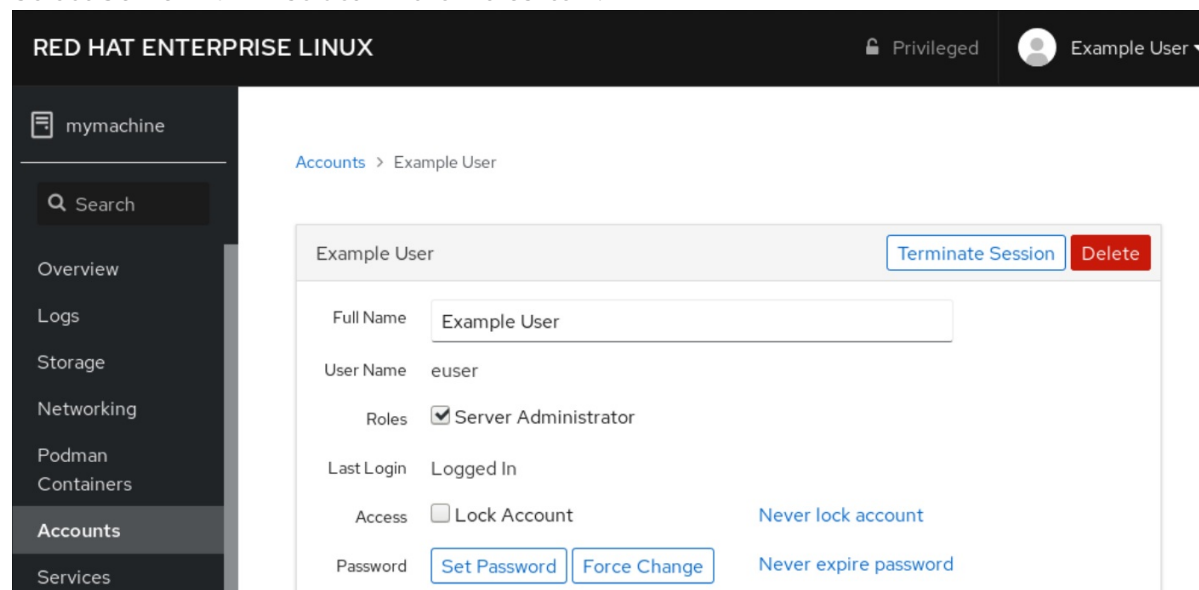 RED HAT ENTERPRISE LINUX
Privileged
Example User
mymachine
Search
Overview
Logs
Storage
Networking
Podman
Containers
Accounts
Services
Accounts > Example User
Example User
Terminate Session
Delete
Full Name
Example User
User Name
euser
Roles
Server Administrator
Last Login
Logged In
Access
Lock Account
Never lock account
Password
Set Password
Force Change
Never expire password